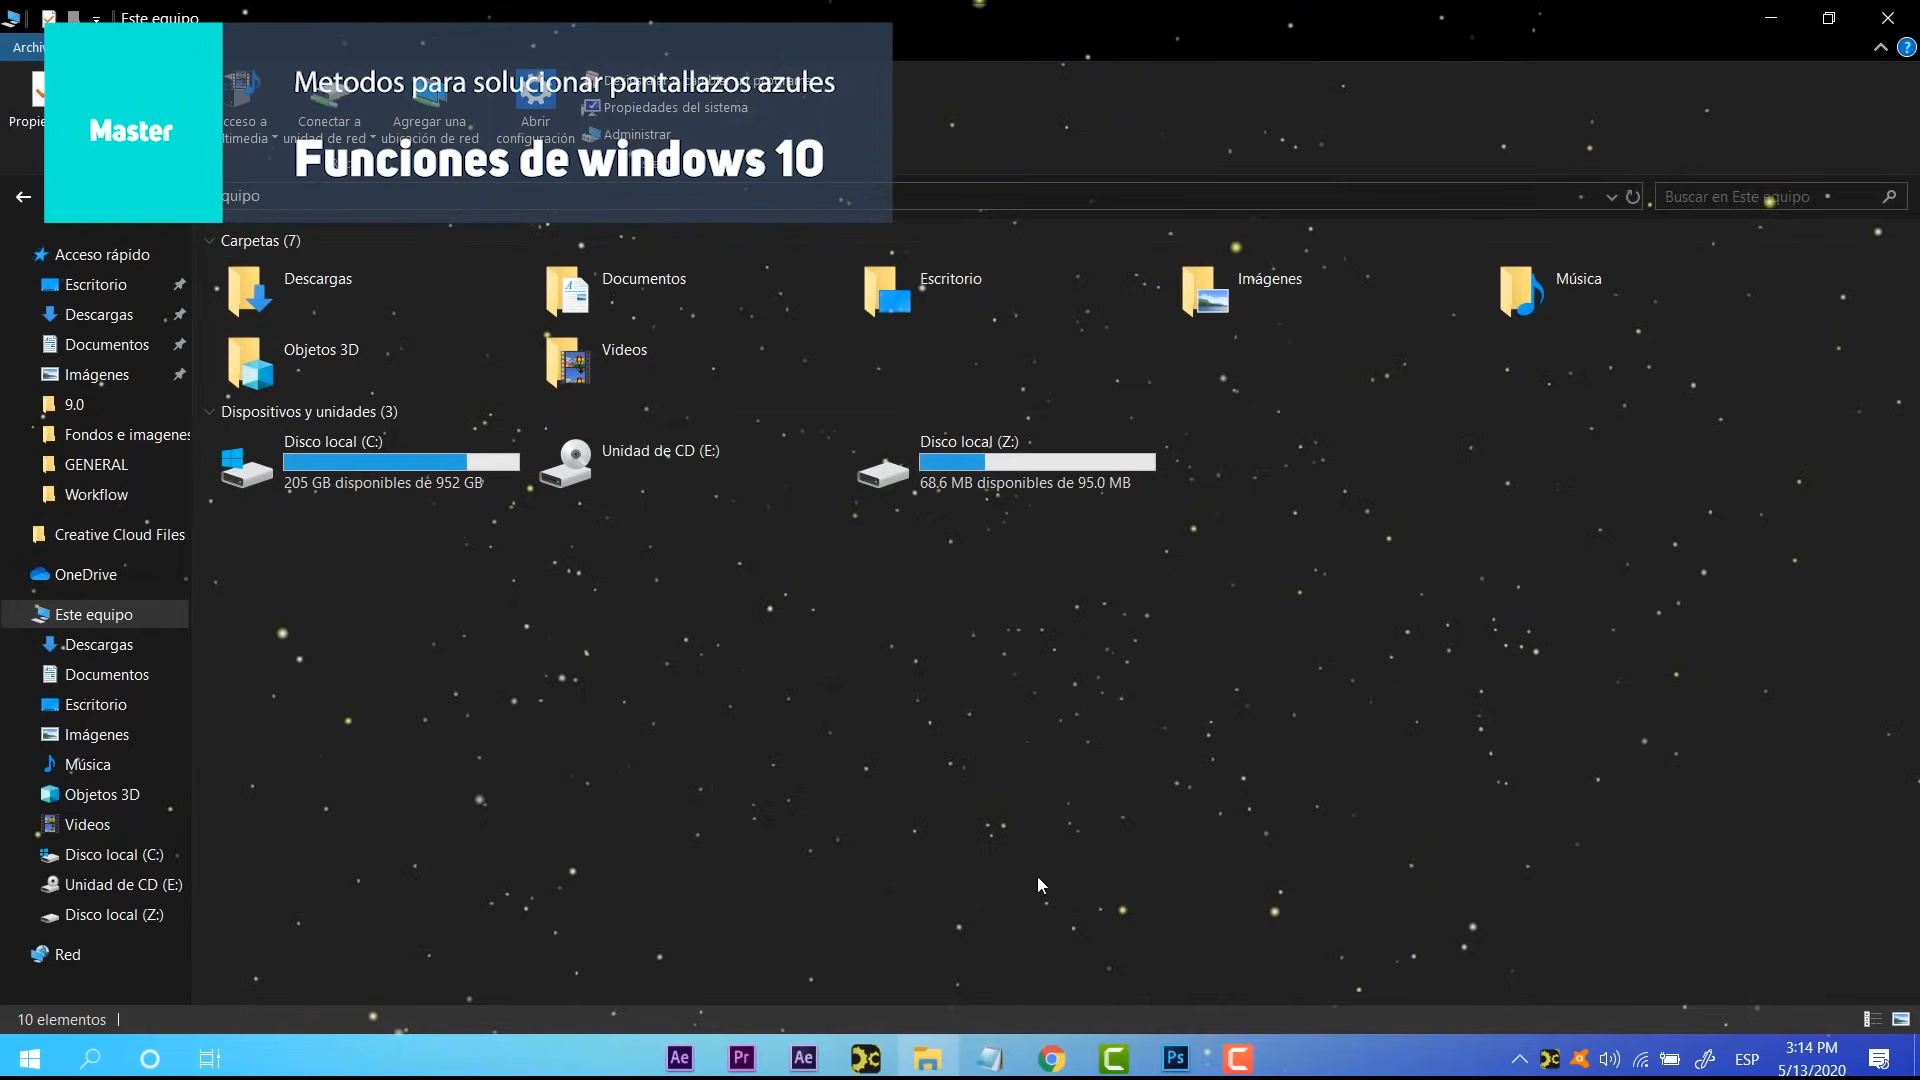 Este equipo
Archi
Master
Metodos para solucionar pantallazos azules
Funciones de windows 10
Propie
cceso a
ltimedia
Conectar a
unidad de red
Agregar una
ubicación de red
Abrir
configuración
Propiedades del sistema
Administrar
quipo
Buscar en Este equipo
Acceso rápido
Escritorio
Descargas
Documentos
Imágenes
9.0
Fondos e imagenes
GENERAL
Workflow
Creative Cloud Files
OneDrive
Este equipo
Descargas
Documentos
Escritorio
Imágenes
Música
Objetos 3D
Videos
Disco local (C:)
Unidad de CD (E:)
Disco local (Z:)
Red
Carpetas (7)
Descargas
Documentos
Escritorio
Imágenes
Música
Objetos 3D
Videos
Dispositivos y unidades (3)
Disco local (C:)
205 GB disponibles de 952 GB
Unidad de CD (E:)
Disco local (Z:)
68.6 MB disponibles de 95.0 MB
10 elementos
Ae
Pr
Ae
Ps
ESP
3:14 PM
5/13/2020